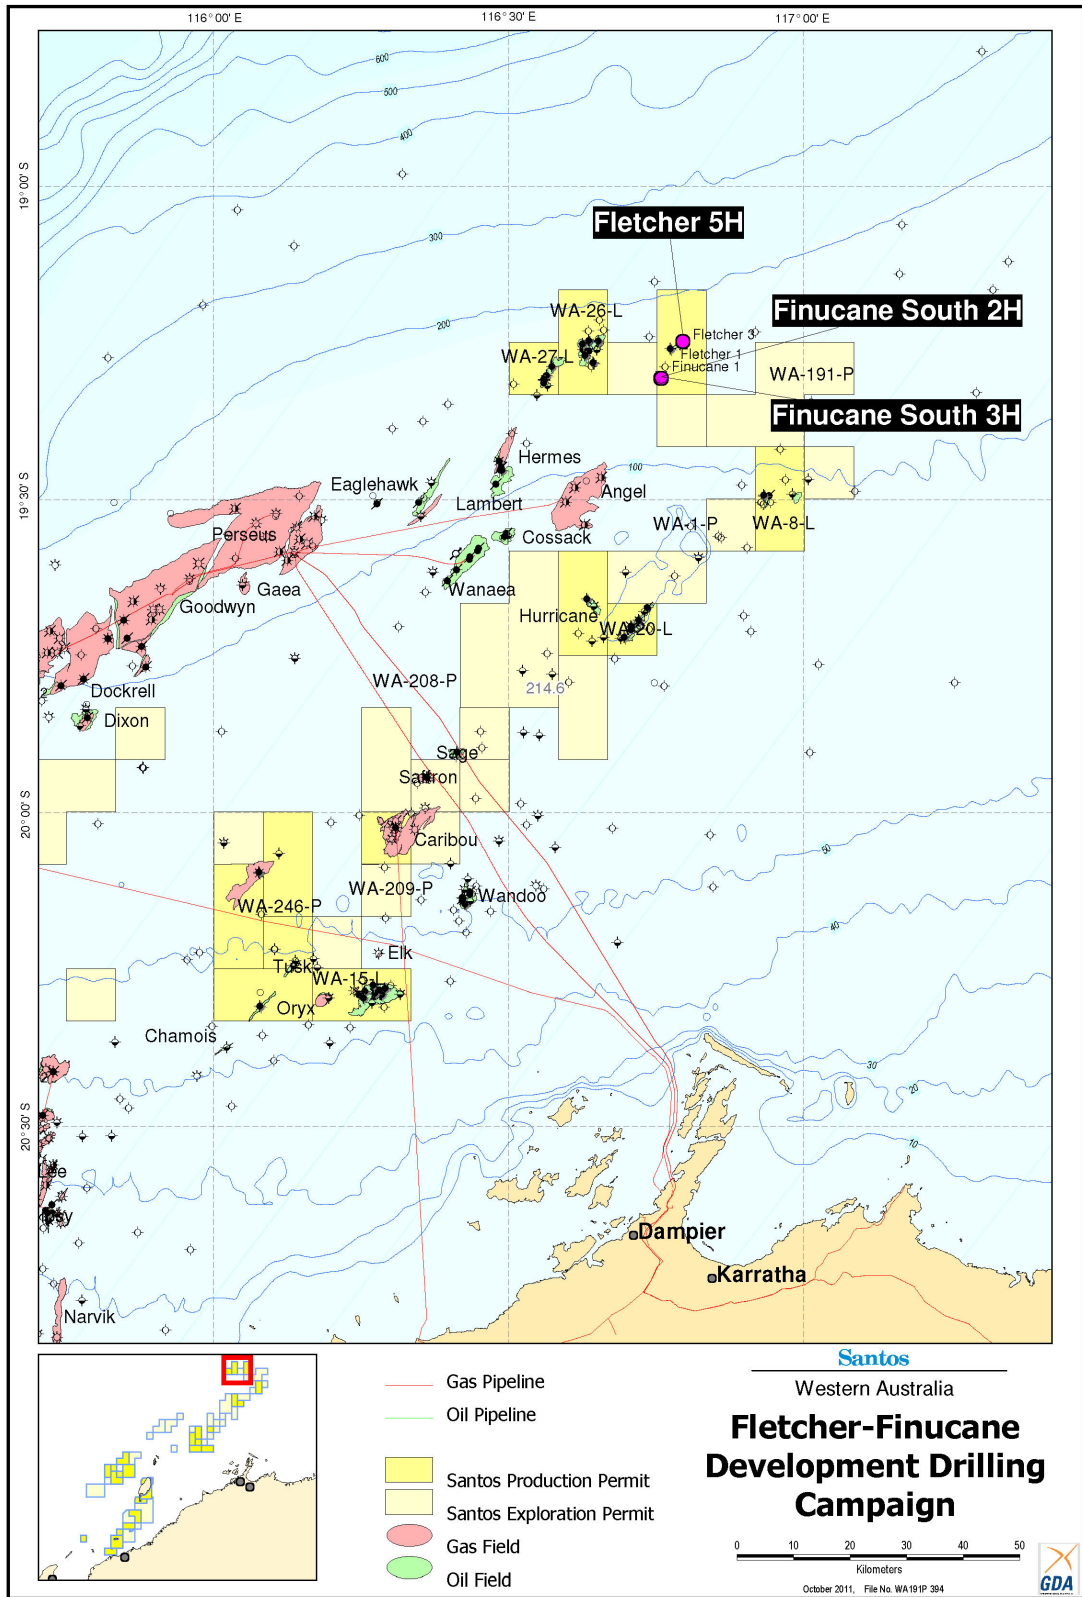 116°00' E
116°30' E
117°00' E
600
500
400
19°00' S
300
Fletcher 5H
200
WA-26-L
Finucane South 2H
Fletcher 3
WA-27-L
Fletcher 1
Finucane 1
WA-191-P
Finucane South 3H
Hermes
100
Eaglehawk
Lambert
Angel
19°30' S
Perseus
Cossack
WA-1-P
WA-8-L
Gaea
Wanaea
Goodwyn
Hurricane
WA-20-L
WA-208-P
214.6
Dockrell
Dixon
Sage
Saffron
20°00' S
Caribou
50
WA-209-P
Wandoo
WA-246-P
40
Elk
Tusk
WA-15-L
Oryx
Chamois
30
20
20°30' S
10
Dampier
Karratha
Narvik
Gas Pipeline
Oil Pipeline
Santos Production Permit
Santos Exploration Permit
Gas Field
Oil Field
Santos
Western Australia
Fletcher-Finucane
Development Drilling
Campaign
0 10 20 30 40 50
Kilometers
October 2011, File No. WA191P 394
GDA